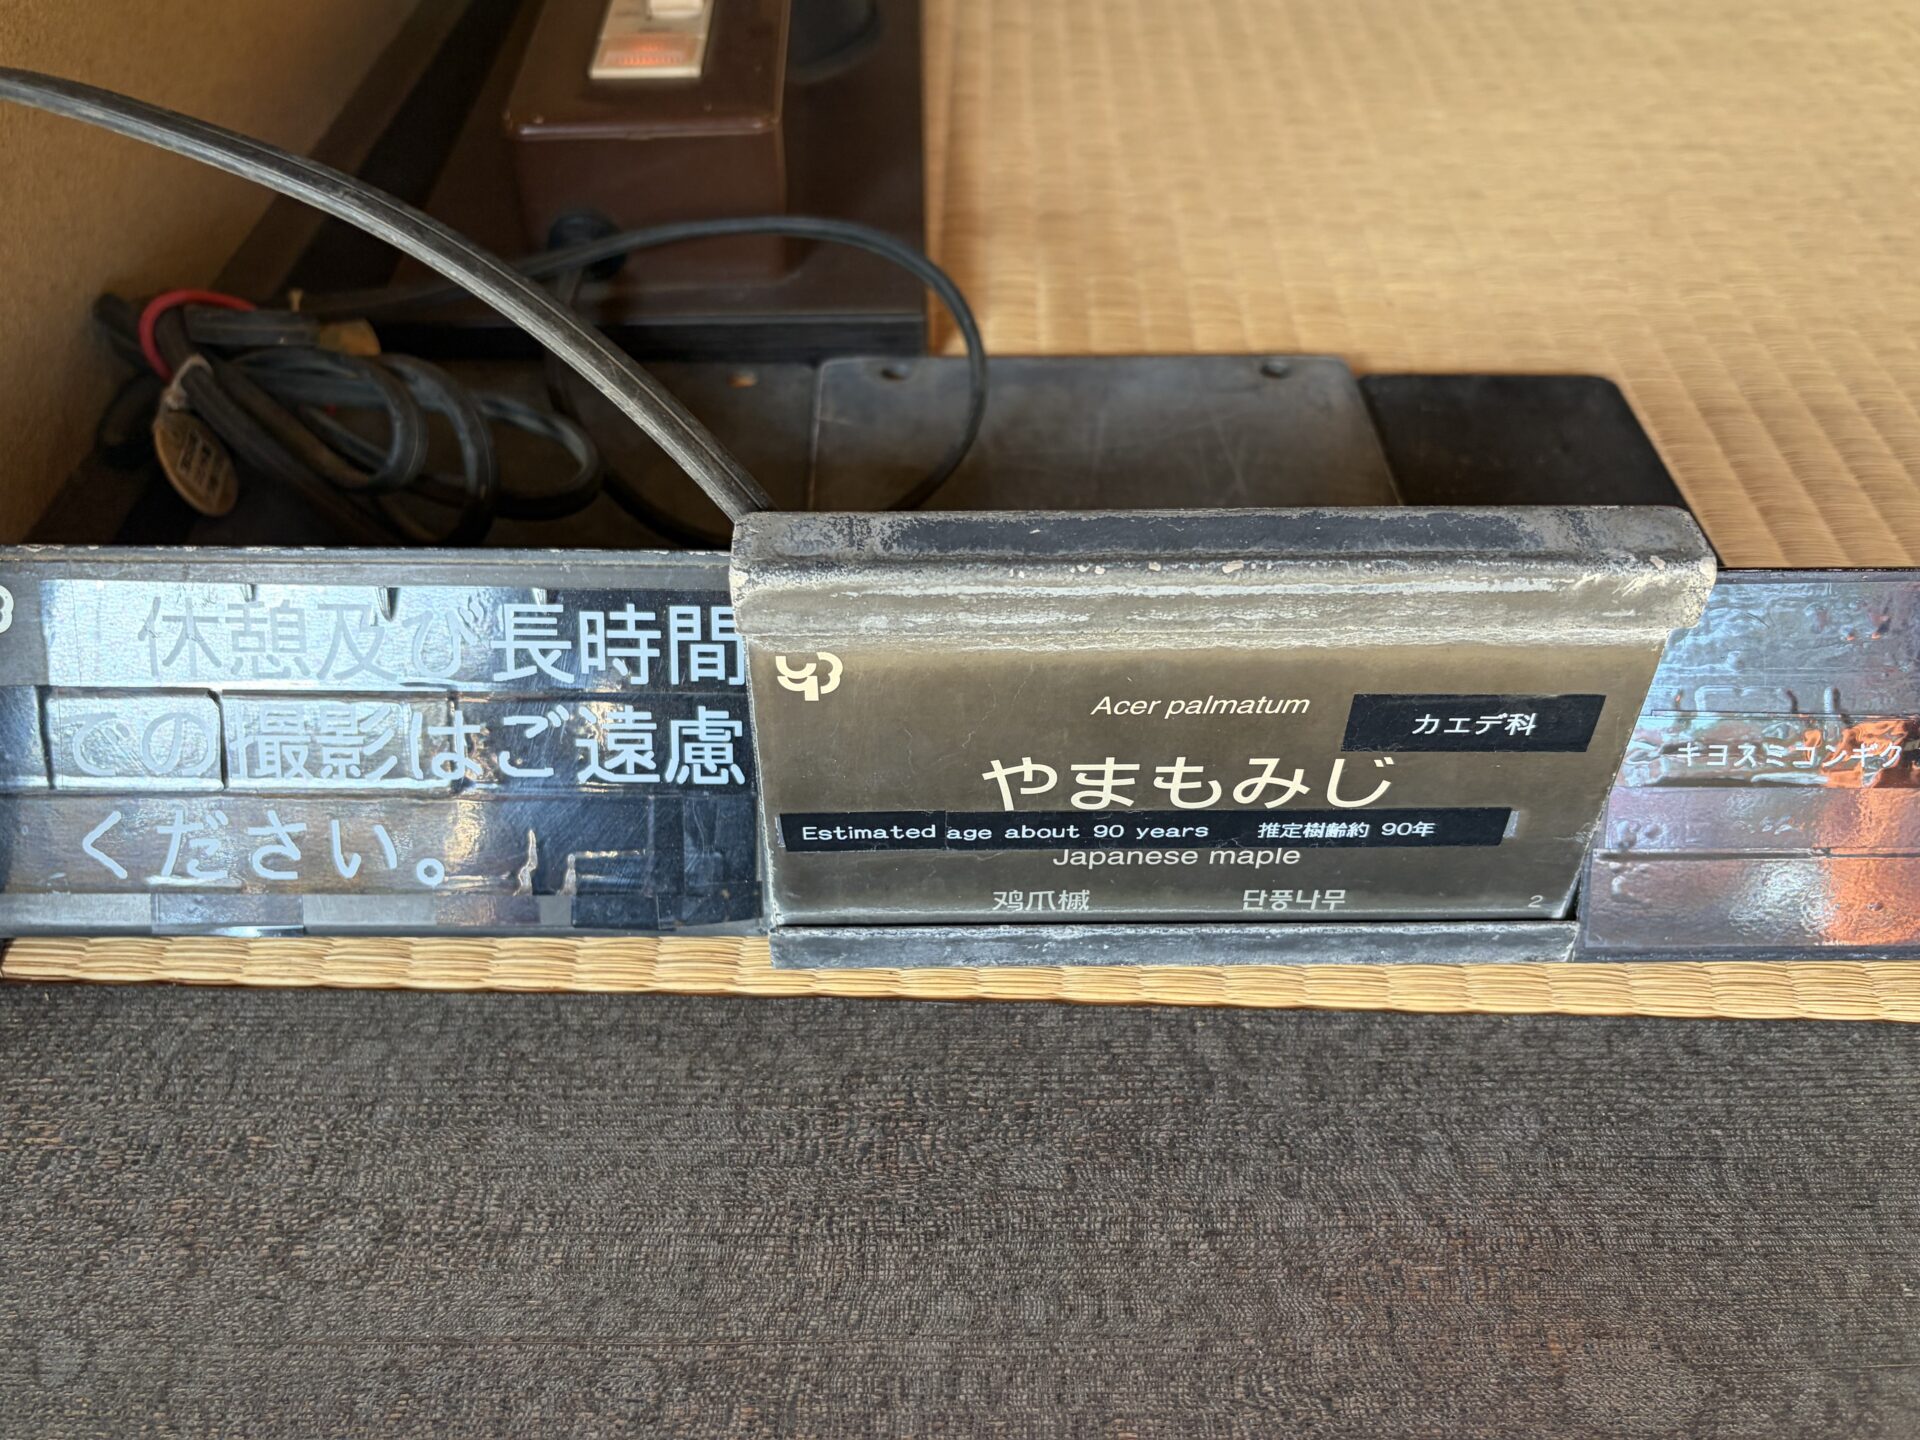 休憩及び長時間
での撮影はご遠慮
ください。
Acer palmatum
カエデ科
やまもみじ
Estimated age about 90 years 推定樹齢約 90年
Japanese maple
鸡爪槭 단풍나무 2
キヨスミコンギク